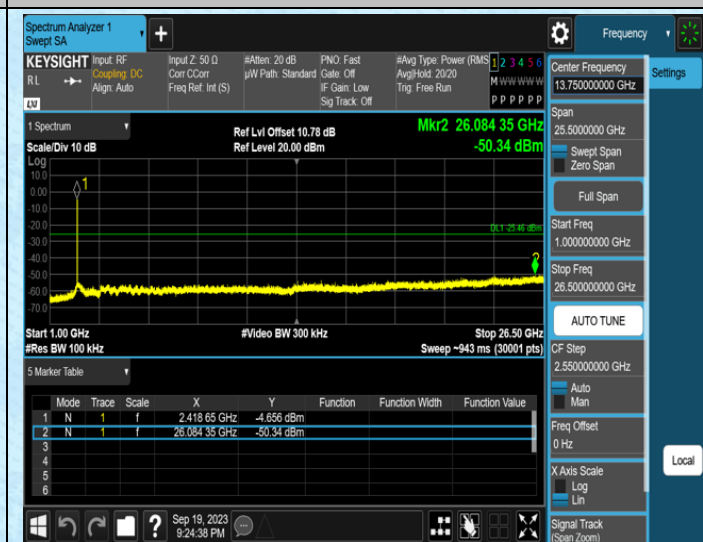 Spectrum Analyzer 1
Swept SA
Frequency
KEYSIGHT
R L
LXI
Input: RF
Coupling: DC
Align: Auto
Input Z: 50 Ω
Corr CCorr
Freq Ref: Int (S)
#Atten: 20 dB
µW Path: Standard
PNO: Fast
Gate: Off
IF Gain: Low
Sig Track: Off
#Avg Type: Power (RMS
Avg|Hold: 20/20
Trig: Free Run
1 2 3 4 5 6
M W W W W W
P P P P P P
Center Frequency
13.750000000 GHz
Settings
Span
25.5000000 GHz
Swept Span
Zero Span
Full Span
Start Freq
1.000000000 GHz
Stop Freq
26.500000000 GHz
AUTO TUNE
CF Step
2.550000000 GHz
Auto
Man
Freq Offset
0 Hz
X Axis Scale
Log
Lin
Signal Track
(Span Zoom)
Local
1 Spectrum
Scale/Div 10 dB
Ref Lvl Offset 10.78 dB
Ref Level 20.00 dBm
Mkr2 26.084 35 GHz
-50.34 dBm
Log
10.0
0.00
-10.0
-20.0
-30.0
-40.0
-50.0
-60.0
-70.0
1
DL1 -25.46 dBm
2
Start 1.00 GHz
#Res BW 100 kHz
#Video BW 300 kHz
Stop 26.50 GHz
Sweep ~943 ms (30001 pts)
5 Marker Table
Mode Trace Scale X Y Function Function Width Function Value
1 N 1 f 2.418 65 GHz -4.656 dBm
2 N 1 f 26.084 35 GHz -50.34 dBm
3
4
5
6
Sep 19, 2023
9:24:38 PM